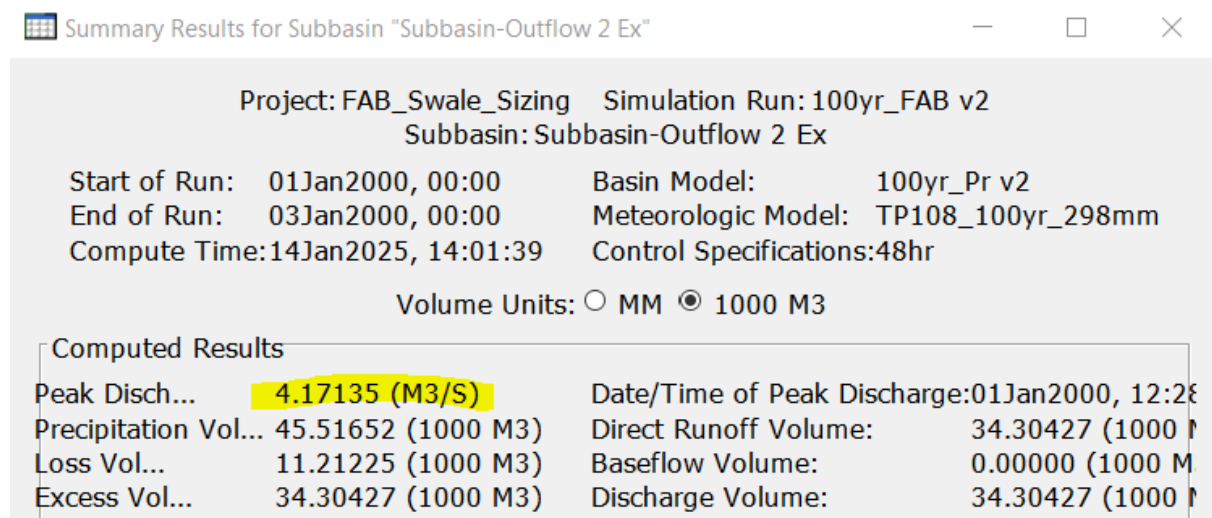 Summary Results for Subbasin "Subbasin-Outflow 2 Ex"
Project: FAB_Swale_Sizing Simulation Run: 100yr_FAB v2
Subbasin: Subbasin-Outflow 2 Ex
Start of Run: 01Jan2000, 00:00 Basin Model: 100yr_Pr v2
End of Run: 03Jan2000, 00:00 Meteorologic Model: TP108_100yr_298mm
Compute Time:14Jan2025, 14:01:39 Control Specifications:48hr
Volume Units: MM 1000 M3
Computed Results
Peak Disch... 4.17135 (M3/S) Date/Time of Peak Discharge:01Jan2000, 12:28
Precipitation Vol... 45.51652 (1000 M3) Direct Runoff Volume: 34.30427 (1000
Loss Vol... 11.21225 (1000 M3) Baseflow Volume: 0.00000 (1000 M
Excess Vol... 34.30427 (1000 M3) Discharge Volume: 34.30427 (1000